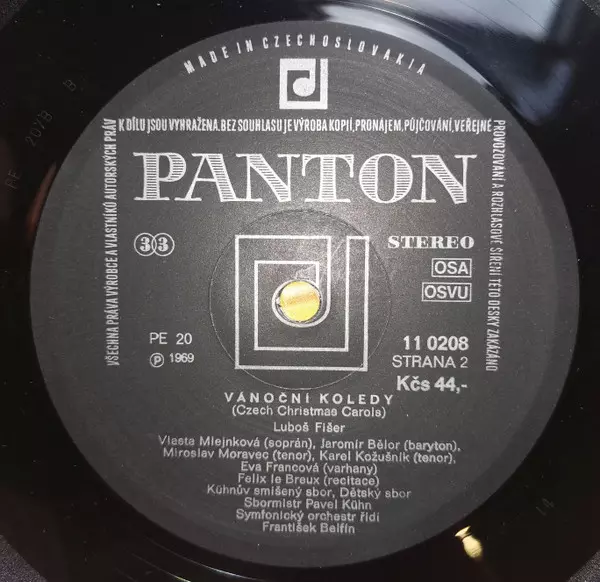 MADE IN CZECHOSLOVAKIA
VŠECHNA PRÁVA VÝROBCE A VLASTNÍKŮ AUTORSKÝCH PRÁV
K DÍLU JSOU VYHRAŽENA. BEZ SOUHLASU JE VÝROBA KOPIÍ, PRONÁJEM, PŮJČOVÁNÍ, VEŘEJNÉ
PROVOZOVÁNÍ A ROZHLASOVÉ ŠÍŘENÍ TÉTO DESKY ZAKÁZÁNO
PANTON
33
STEREO
OSA
OSVU
PE 20
℗ 1969
11 0208
STRANA 2
Kčs 44,-
VÁNOČNÍ KOLEDY
(Czech Christmas Carols)
Luboš Fišer
Vlasta Mlejnková (soprán), Jaromír Bělor (baryton),
Miroslav Moravec (tenor), Karel Kožušník (tenor),
Eva Francová (varhany)
Felix le Breux (recitace)
Kühnův smíšený sbor, Dětský sbor
Sbormistr Pavel Kühn
Symfonický orchestr řídí
František Belfín